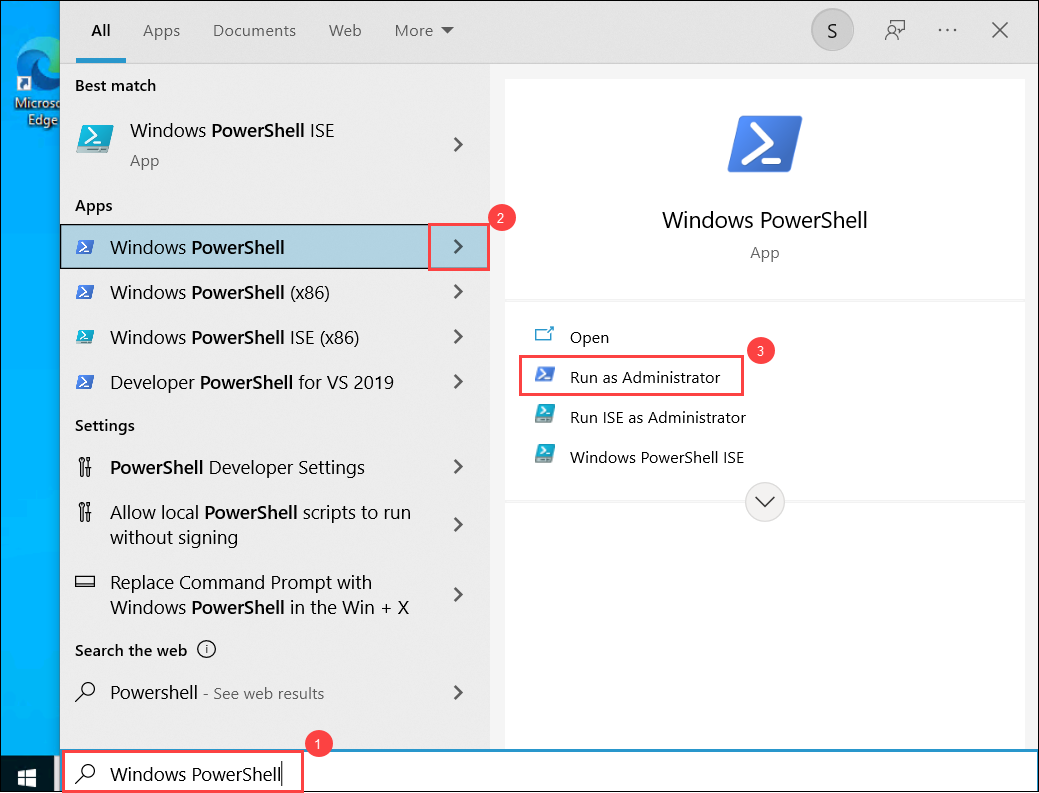 All Apps Documents Web More S
Microso
Edge
Best match
Windows PowerShell ISE
App
Apps
Windows PowerShell
2
Windows PowerShell (x86)
Windows PowerShell ISE (x86)
Developer PowerShell for VS 2019
Settings
PowerShell Developer Settings
Allow local PowerShell scripts to run
without signing
Replace Command Prompt with
Windows PowerShell in the Win + X
Search the web
Powershell - See web results
1
Windows PowerShell
Windows PowerShell
App
Open
3
Run as Administrator
Run ISE as Administrator
Windows PowerShell ISE